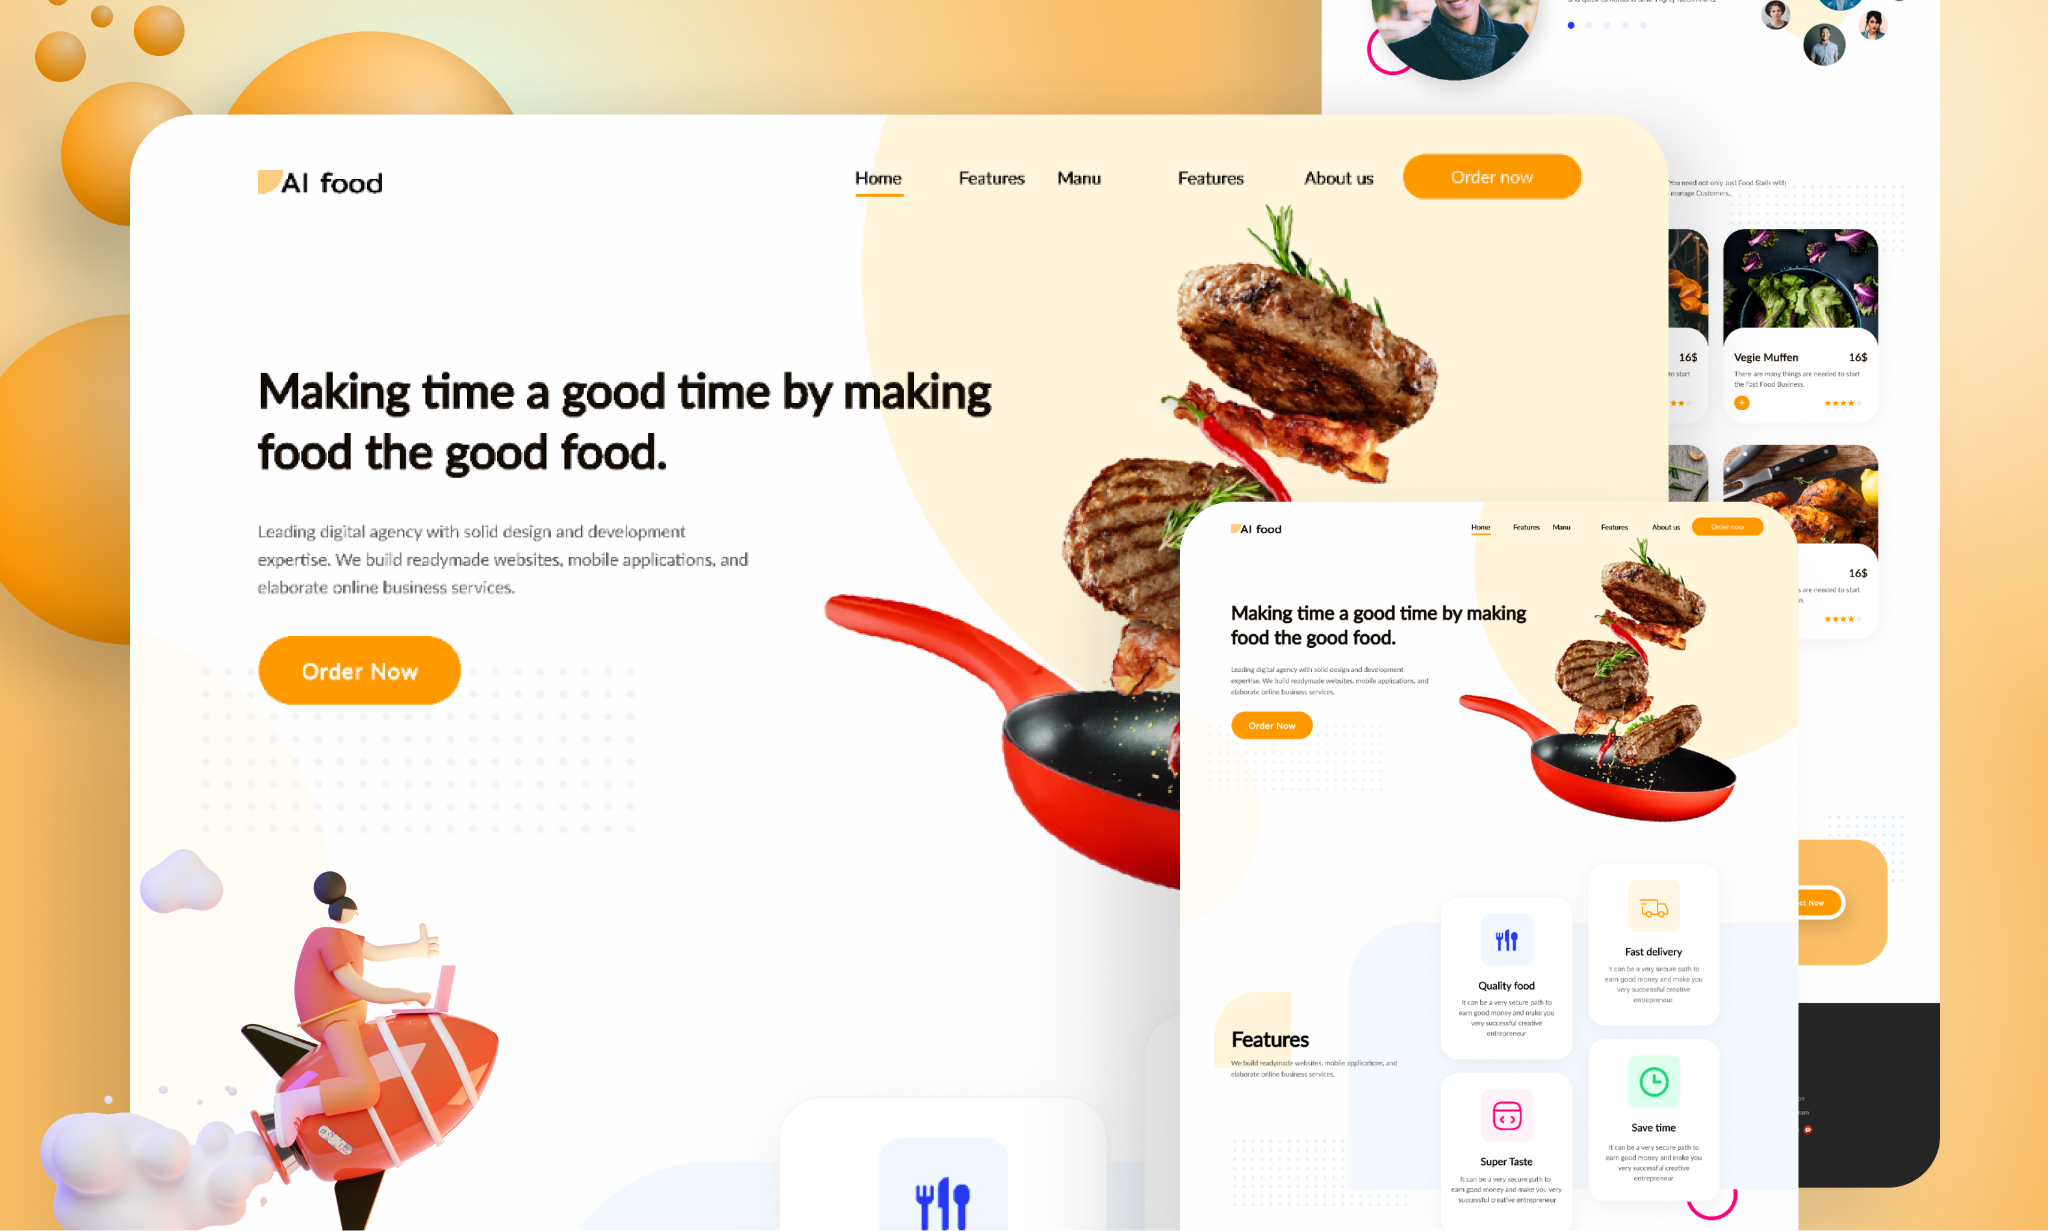 AI food
Home Features Manu Features About us Order now
Making time a good time by making
food the good food.
Leading digital agency with solid design and development
expertise. We build readymade websites, mobile applications, and
elaborate online business services.
Order Now
You need not only Just Food Stalls with
manage Customers,.
16$
to start
Vegie Muffen 16$
There are many things are needed to start
the Fast Food Business.
16$
are needed to start
AI food
Home Features Manu Features About us Order now
Making time a good time by making
food the good food.
Leading digital agency with solid design and development
expertise. We build readymade websites, mobile applications, and
elaborate online business services.
Order Now
Now
Features
We build readymade websites, mobile applications, and
elaborate online business services.
Quality food
It can be a very secure path to
earn good money and make you
very successful creative
entrepreneur
Fast delivery
It can be a very secure path to
earn good money and make you
very successful creative
entrepreneur.
Super Taste
It can be a very secure path to
earn good money and make you very
successful creative entrepreneur
Save time
It can be a very secure path to
earn good money and make you
very successful creative
entrepreneur